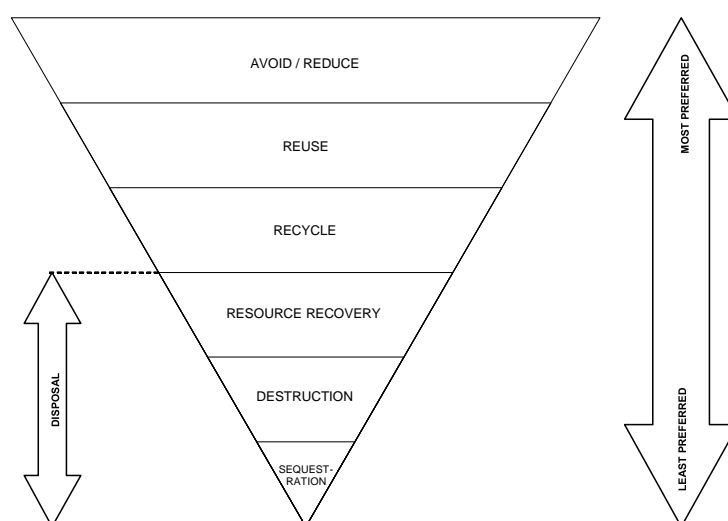 AVOID / REDUCE
MOST PREFERRED
REUSE
RECYCLE
RESOURCE RECOVERY
DISPOSAL
DESTRUCTION
LEAST PREFERRED
SEQUEST-
RATION